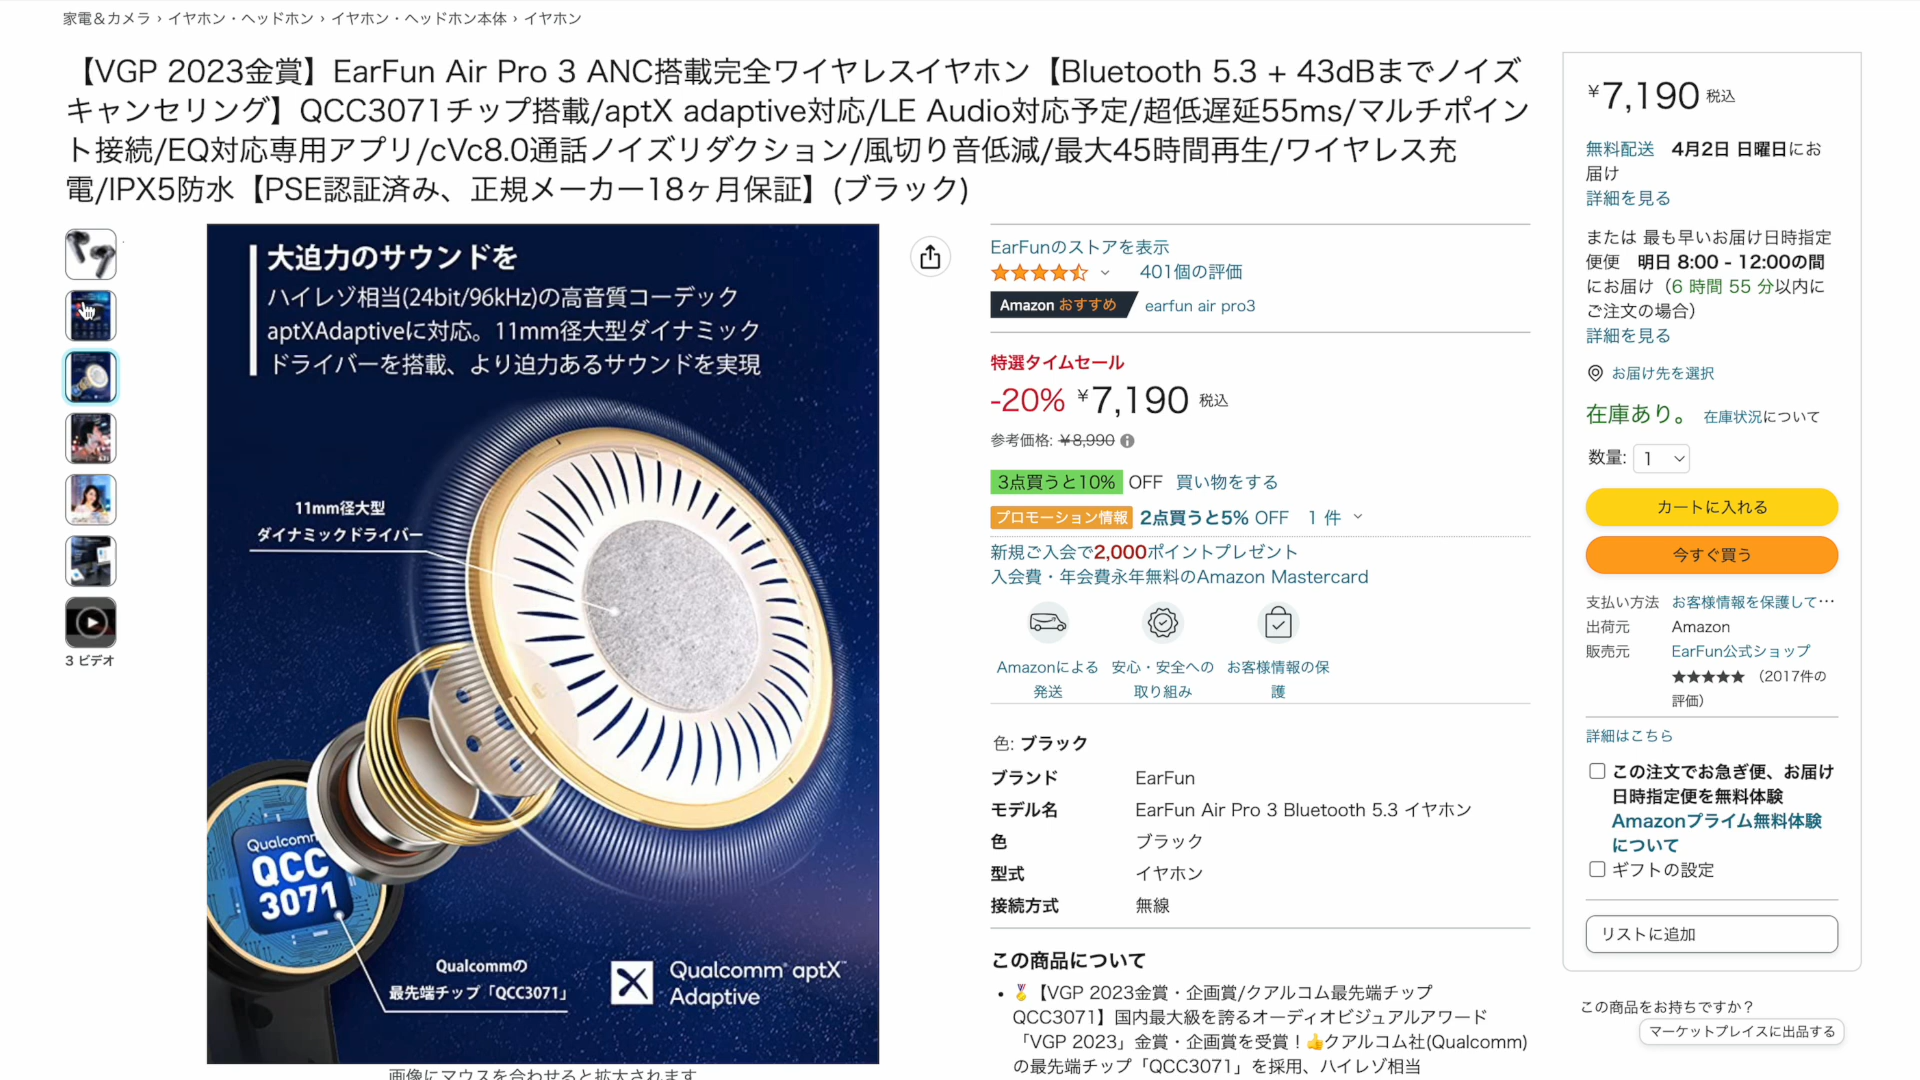 家電＆カメラ › イヤホン・ヘッドホン › イヤホン・ヘッドホン本体 › イヤホン
【VGP 2023金賞】EarFun Air Pro 3 ANC搭載完全ワイヤレスイヤホン【Bluetooth 5.3 + 43dBまでノイズ
キャンセリング】QCC3071チップ搭載/aptX adaptive対応/LE Audio対応予定/超低遅延55ms/マルチポイン
ト接続/EQ対応専用アプリ/cVc8.0通話ノイズリダクション/風切り音低減/最大45時間再生/ワイヤレス充
電/IPX5防水【PSE認証済み、正規メーカー18ヶ月保証】(ブラック)
3 ビデオ
大迫力のサウンドを
ハイレゾ相当(24bit/96kHz)の高音質コーデック
aptXAdaptiveに対応。11mm径大型ダイナミック
ドライバーを搭載、より迫力あるサウンドを実現
11mm径大型
ダイナミックドライバー
Qualcomm
QCC
3071
Qualcommの
最先端チップ「QCC3071」
Qualcomm® aptX™
Adaptive
画像にマウスを合わせると拡大されます
EarFunのストアを表示
401個の評価
Amazon おすすめ earfun air pro3
特選タイムセール
-20% ￥7,190 税込
参考価格: ￥8,990
3点買うと10% OFF 買い物をする
プロモーション情報 2点買うと5% OFF 1 件
新規ご入会で2,000ポイントプレゼント
入会費・年会費永年無料のAmazon Mastercard
Amazonによる
発送
安心・安全への
取り組み
お客様情報の保
護
色: ブラック
ブランド EarFun
モデル名 EarFun Air Pro 3 Bluetooth 5.3 イヤホン
色 ブラック
型式 イヤホン
接続方式 無線
この商品について
• 🏅【VGP 2023金賞・企画賞/クアルコム最先端チップ
QCC3071】国内最大級を誇るオーディオビジュアルアワード
「VGP 2023」金賞・企画賞を受賞！👍クアルコム社(Qualcomm)
の最先端チップ「QCC3071」を採用、ハイレゾ相当
￥7,190 税込
無料配送 4月2日 日曜日にお
届け
詳細を見る
または 最も早いお届け日時指定
便便 明日 8:00 - 12:00の間
にお届け（6 時間 55 分以内に
ご注文の場合）
詳細を見る
お届け先を選択
在庫あり。 在庫状況について
数量: 1
カートに入れる
今すぐ買う
支払い方法 お客様情報を保護して…
出荷元 Amazon
販売元 EarFun公式ショップ
★★★★★ （2017件の
評価）
詳細はこちら
この注文でお急ぎ便、お届け
日時指定便を無料体験
Amazonプライム無料体験
について
ギフトの設定
リストに追加
この商品をお持ちですか？
マーケットプレイスに出品する